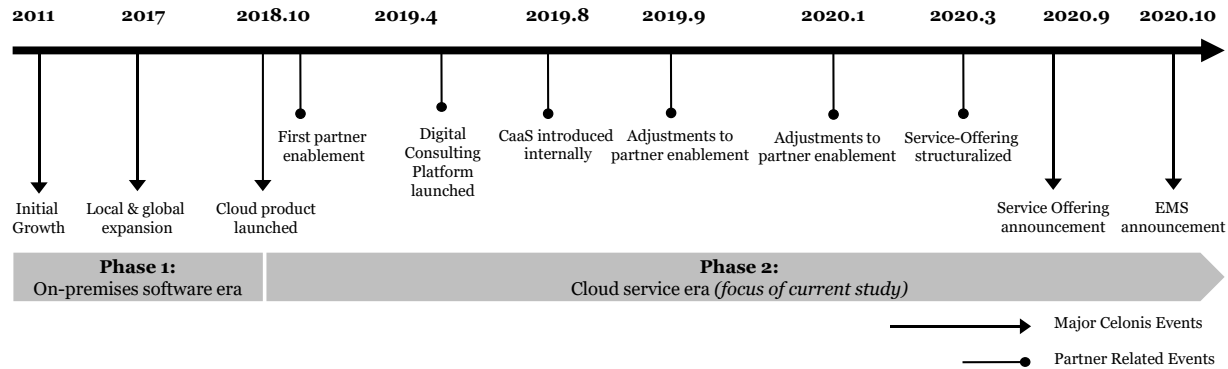 2011 2017 2018.10 2019.4 2019.8 2019.9 2020.1 2020.3 2020.9 2020.10
First partner
enablement
Digital
Consulting
Platform
launched
CaaS introduced
internally
Adjustments to
partner enablement
Adjustments to
partner enablement
Service-Offering
structuralized
Initial
Growth
Local & global
expansion
Cloud product
launched
Service Offering
announcement
EMS
announcement
Phase 1:
On-premises software era
Phase 2:
Cloud service era (focus of current study)
Major Celonis Events
Partner Related Events